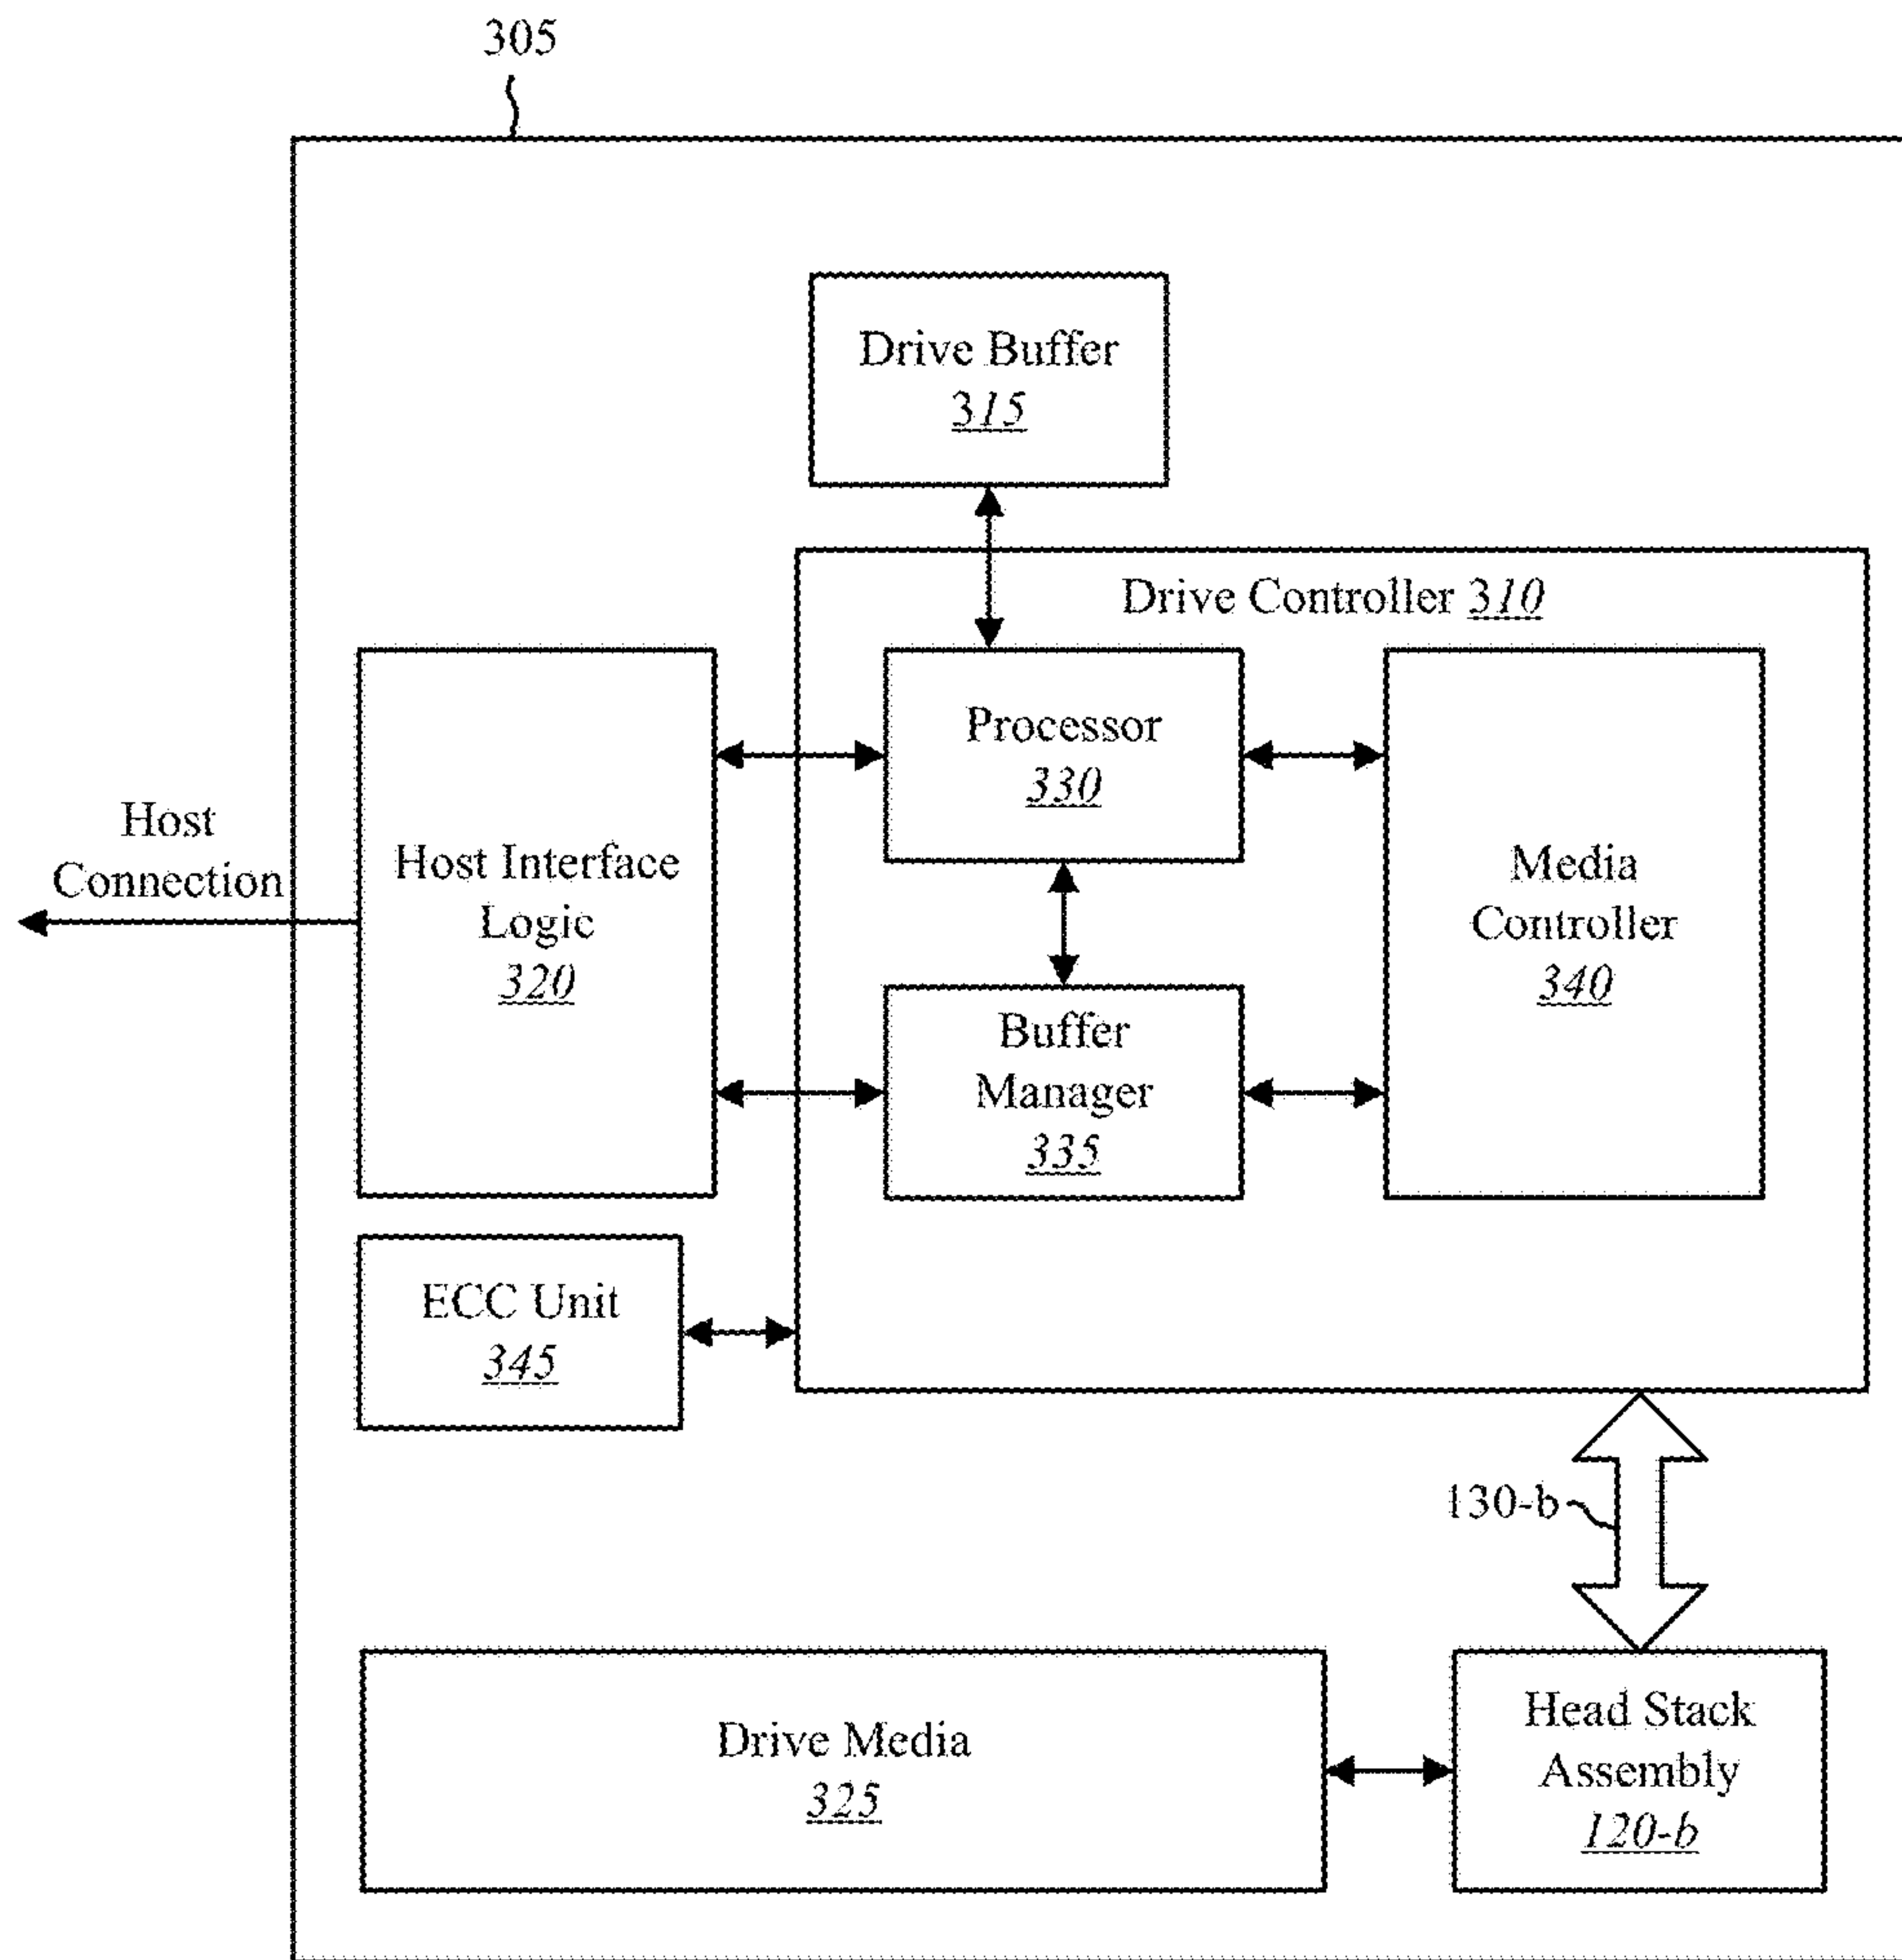 305
Drive Buffer
315
Drive Controller 310
Processor
330
Host
Connection
Host Interface
Logic
320
Media
Controller
340
Buffer
Manager
335
ECC Unit
345
130-b
Drive Media
325
Head Stack
Assembly
120-b